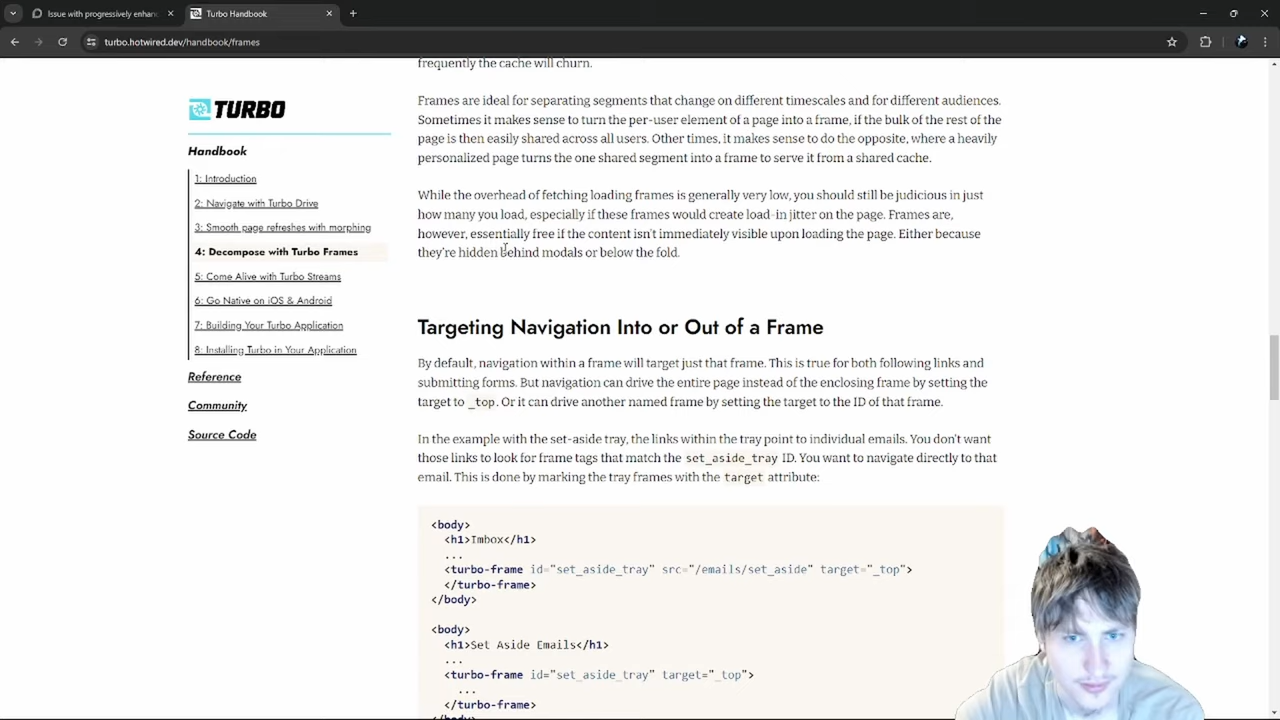 Issue with progressively enhan
Turbo Handbook
turbo.hotwired.dev/handbook/frames
frequently the cache will churn.
TURBO
Handbook
1: Introduction
2: Navigate with Turbo Drive
3: Smooth page refreshes with morphing
4: Decompose with Turbo Frames
5: Come Alive with Turbo Streams
6: Go Native on iOS & Android
7: Building Your Turbo Application
8: Installing Turbo in Your Application
Reference
Community
Source Code
Frames are ideal for separating segments that change on different timescales and for different audiences.
Sometimes it makes sense to turn the per-user element of a page into a frame, if the bulk of the rest of the
page is then easily shared across all users. Other times, it makes sense to do the opposite, where a heavily
personalized page turns the one shared segment into a frame to serve it from a shared cache.
While the overhead of fetching loading frames is generally very low, you should still be judicious in just
how many you load, especially if these frames would create load-in jitter on the page. Frames are,
however, essentially free if the content isn't immediately visible upon loading the page. Either because
they're hidden behind modals or below the fold.
Targeting Navigation Into or Out of a Frame
By default, navigation within a frame will target just that frame. This is true for both following links and
submitting forms. But navigation can drive the entire page instead of the enclosing frame by setting the
target to _top. Or it can drive another named frame by setting the target to the ID of that frame.
In the example with the set-aside tray, the links within the tray point to individual emails. You don't want
those links to look for frame tags that match the set_aside_tray ID. You want to navigate directly to that
email. This is done by marking the tray frames with the target attribute:
<body>
<h1>Imbox</h1>
...
<turbo-frame id="set_aside_tray" src="/emails/set_aside" target="_top">
</turbo-frame>
</body>
<body>
<h1>Set Aside Emails</h1>
...
<turbo-frame id="set_aside_tray" target="_top">
...
</turbo-frame>